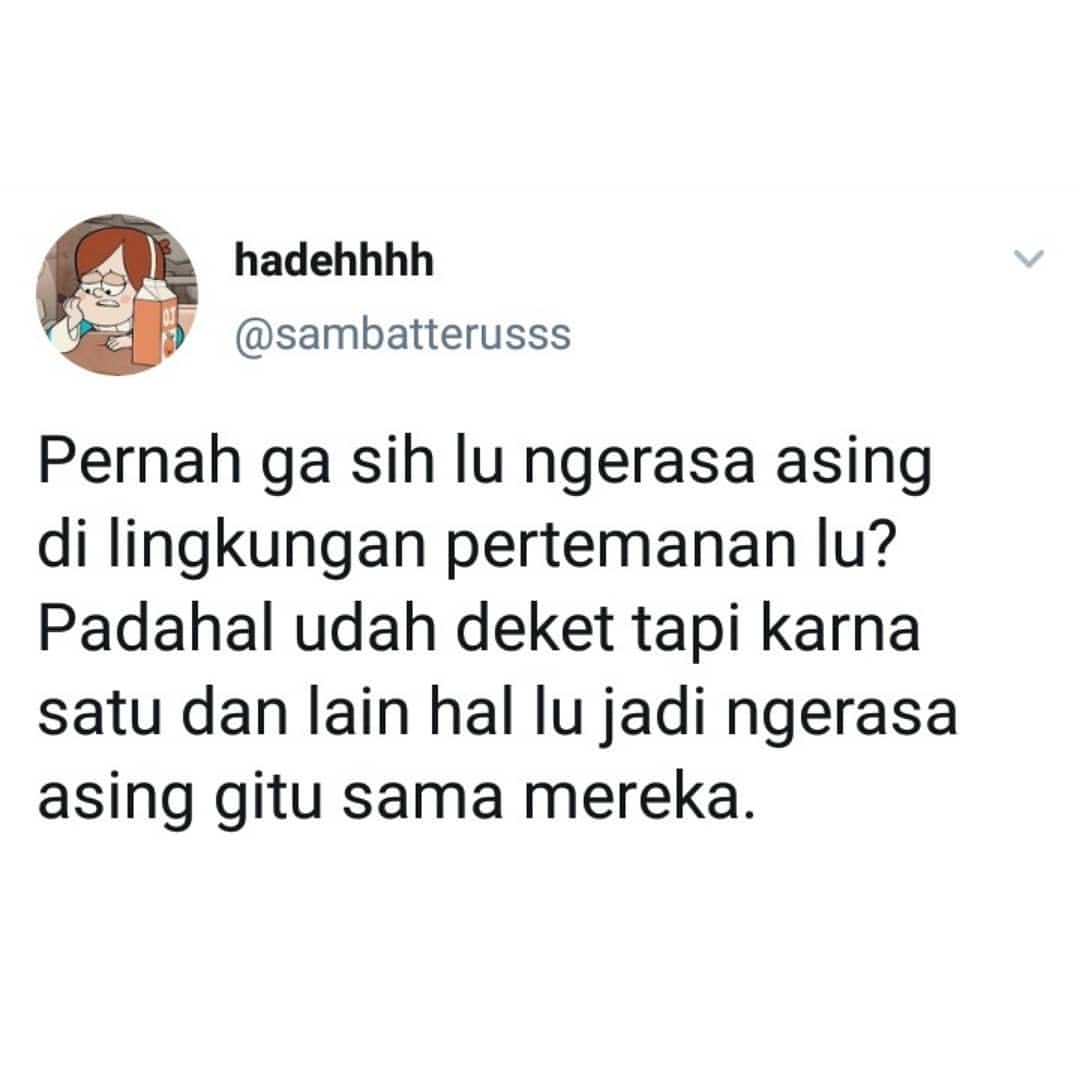 hadehhhh
@sambatterusss
Pernah ga sih lu ngerasa asing
di lingkungan pertemanan lu?
Padahal udah deket tapi karna
satu dan lain hal lu jadi ngerasa
asing gitu sama mereka.